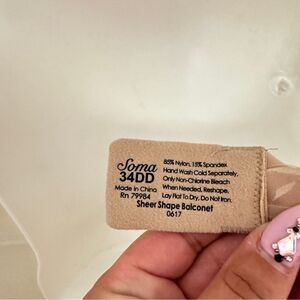 Soma
34DD
Made in China
Rn 79984
85% Nylon, 15% Spandex
Hand Wash Cold Separately,
Only Non-Chlorine Bleach
When Needed, Reshape,
Lay Flat To Dry, Do Not Iron.
Sheer Shape Balconet
0617